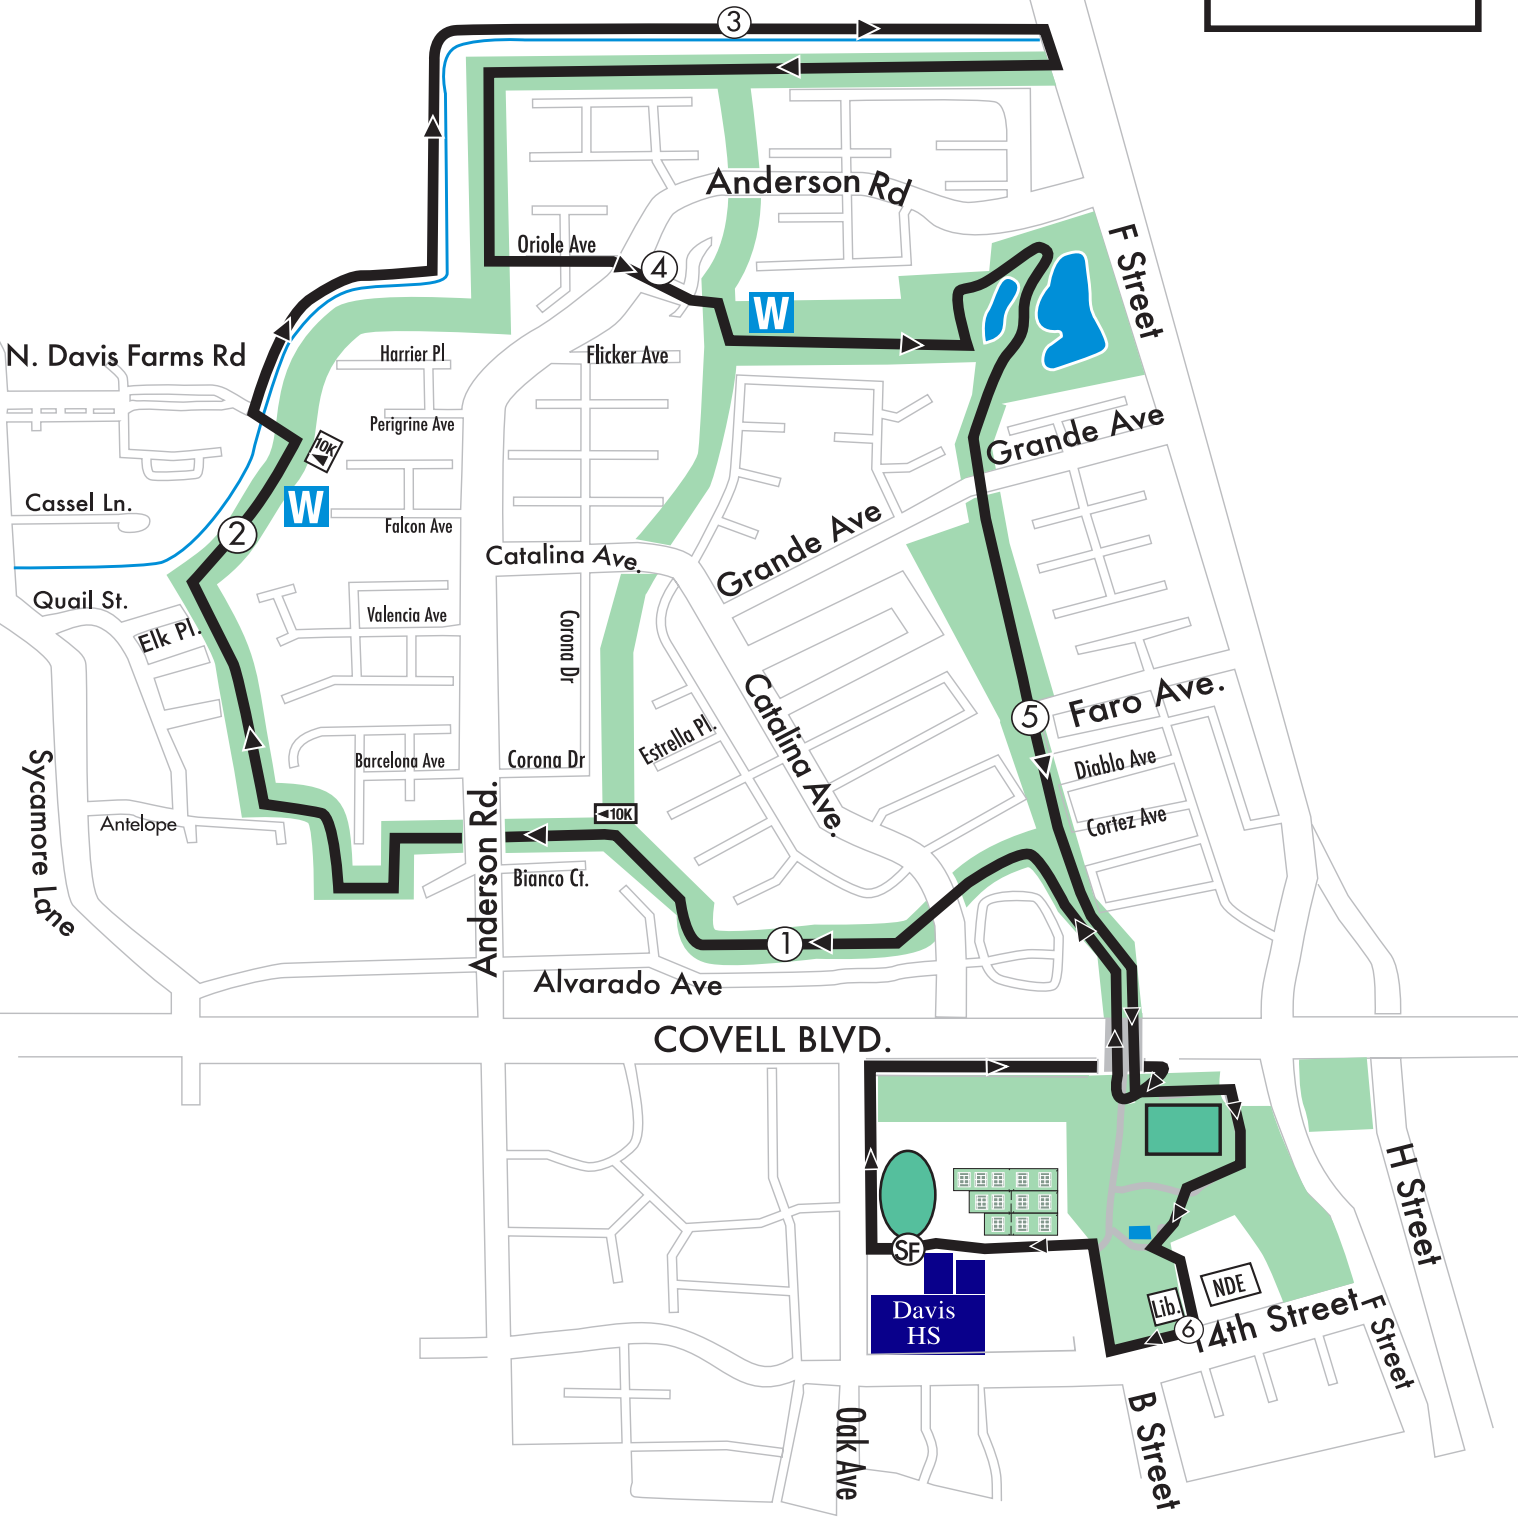 3
Anderson Rd
Oriole Ave
4
F Street
W
N. Davis Farms Rd
Harrier Pl
Flicker Ave
Perigrine Ave
Grande Ave
10K
Cassel Ln.
W
2
Falcon Ave
Grande Ave
Catalina Ave.
Quail St.
Elk Pl.
Valencia Ave
Corona Dr
Catalina Ave.
Faro Ave.
5
Estrella Pl.
Sycamore Lane
Barcelona Ave
Corona Dr
Diablo Ave
Anderson Rd.
10K
Antelope
Cortez Ave
Bianco Ct.
1
Alvarado Ave
COVELL BLVD.
H Street
SF
NDE
Lib.
Davis
HS
6
14th Street
F Street
Oak Ave
B Street